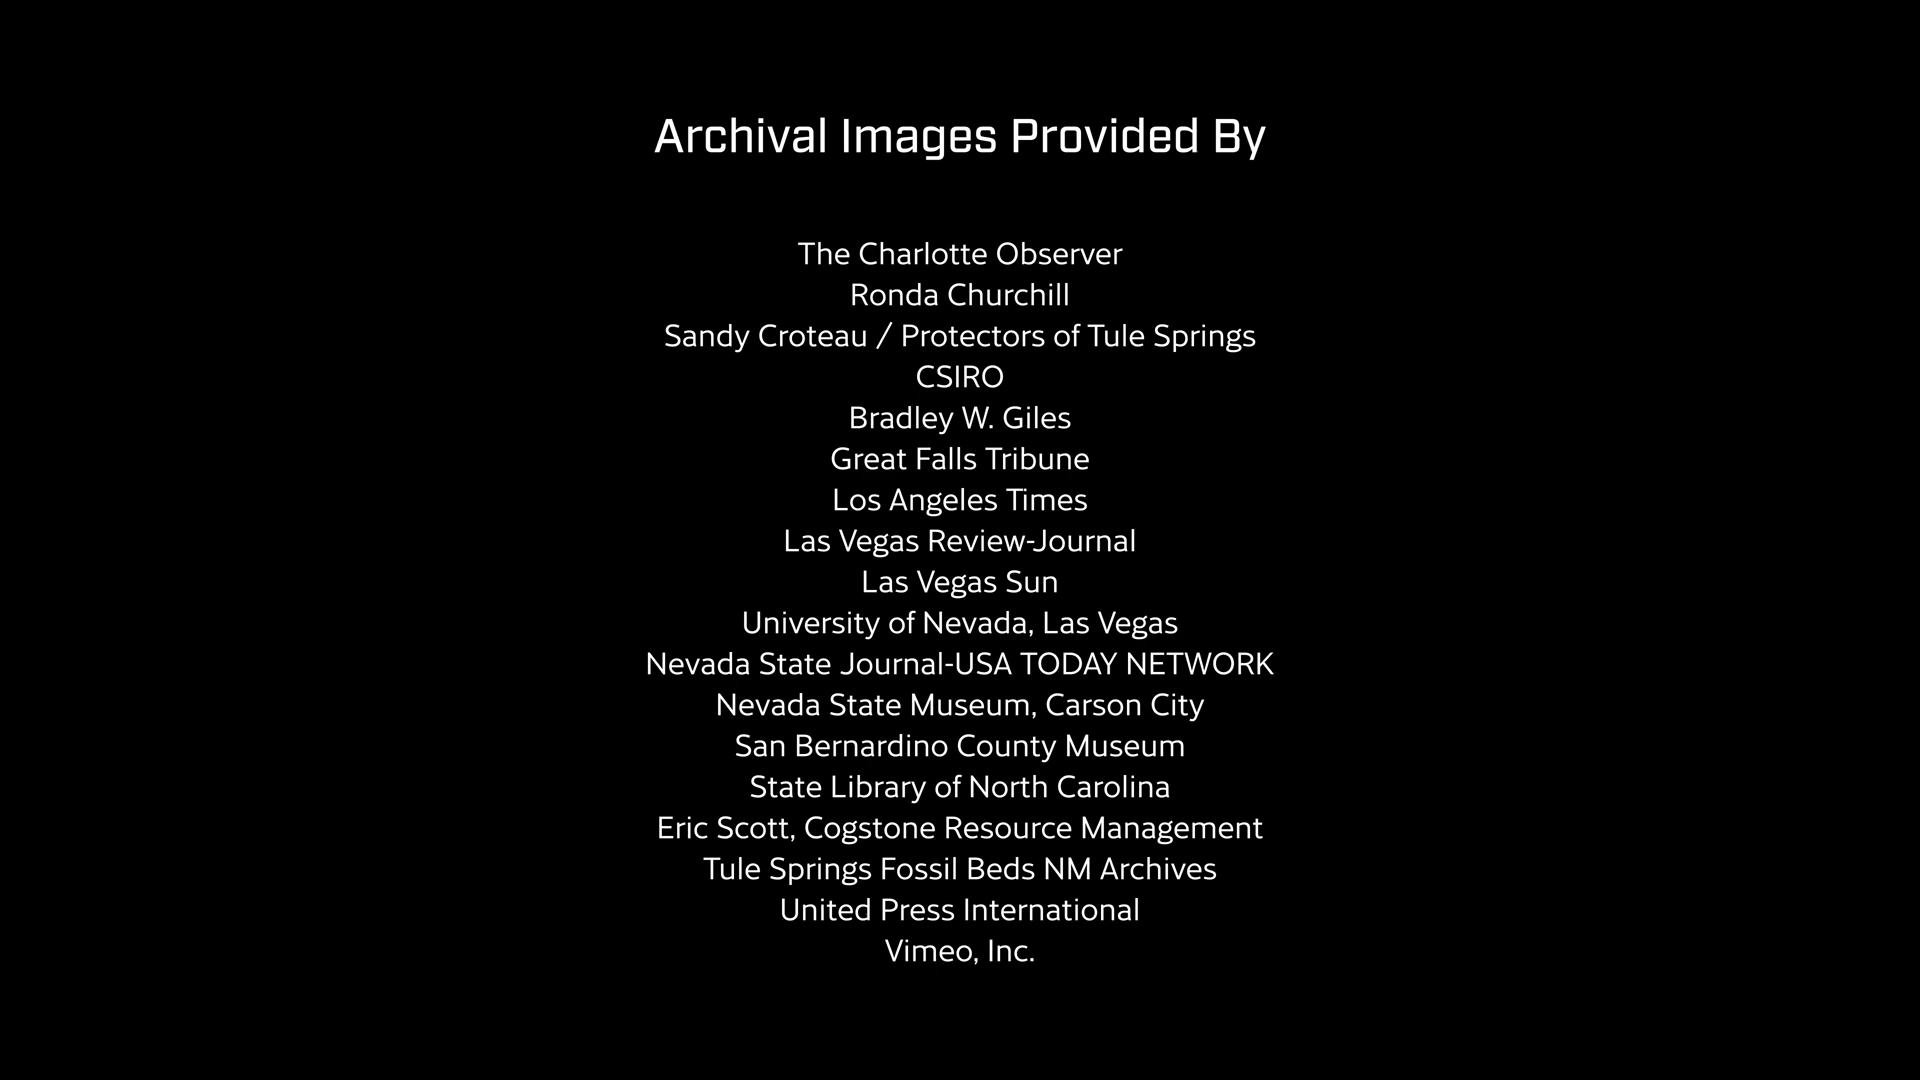 Archival Images Provided By
The Charlotte Observer
Ronda Churchill
Sandy Croteau / Protectors of Tule Springs
CSIRO
Bradley W. Giles
Great Falls Tribune
Los Angeles Times
Las Vegas Review-Journal
Las Vegas Sun
University of Nevada, Las Vegas
Nevada State Journal-USA TODAY NETWORK
Nevada State Museum, Carson City
San Bernardino County Museum
State Library of North Carolina
Eric Scott, Cogstone Resource Management
Tule Springs Fossil Beds NM Archives
United Press International
Vimeo, Inc.